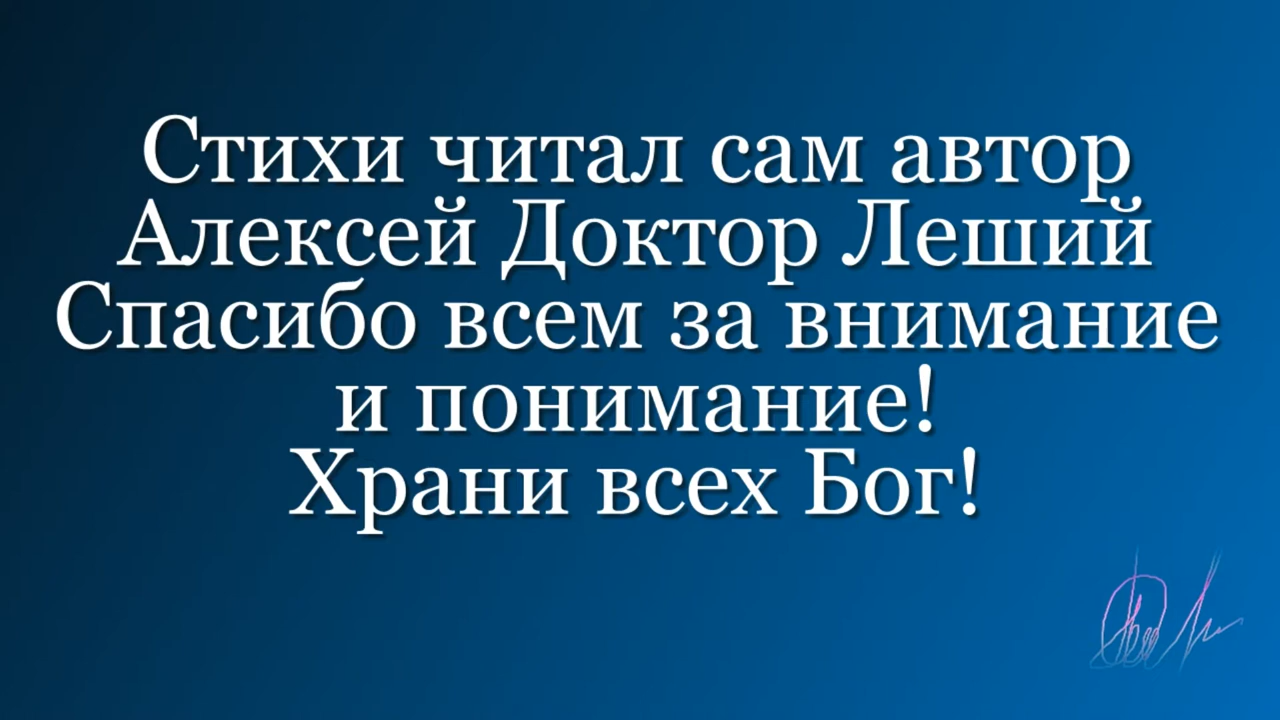 Стихи читал сам автор
Алексей Доктор Леший
Спасибо всем за внимание
и понимание!
Храни всех Бог!